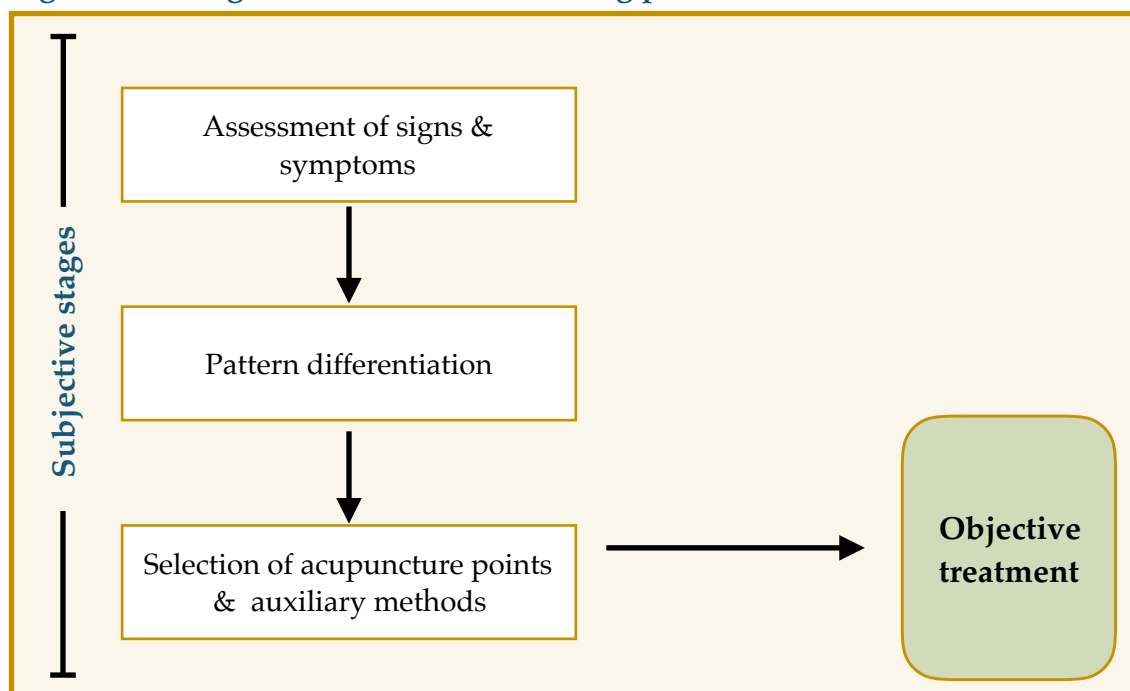 Subjective stages
Assessment of signs &
symptoms
Pattern differentiation
Selection of acupuncture points
& auxiliary methods
Objective
treatment